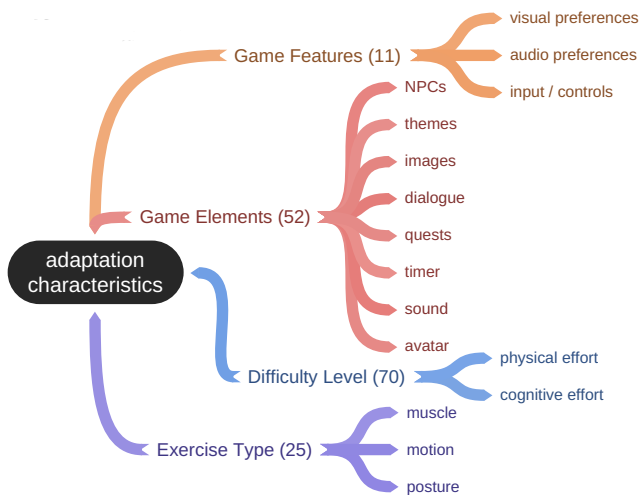 visual preferences
Game Features (11)
audio preferences
input / controls
NPCs
themes
images
dialogue
Game Elements (52)
quests
adaptation
characteristics
timer
sound
avatar
physical effort
Difficulty Level (70)
cognitive effort
muscle
Exercise Type (25)
motion
posture